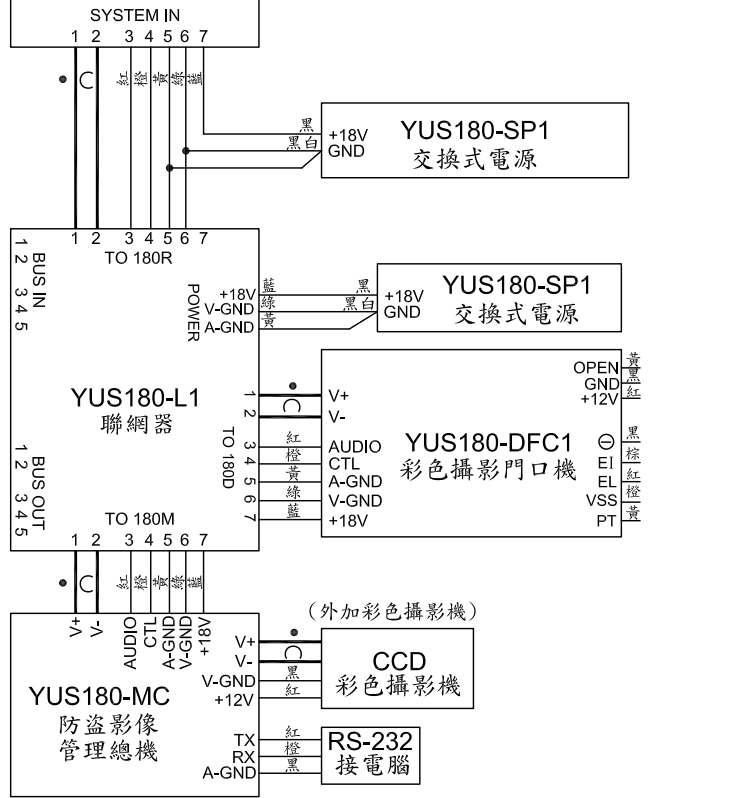 SYSTEM IN
1 2 3 4 5 6 7
紅 橙 黃 綠 藍
黑
黑白
+18V
GND
YUS180-SP1
交換式電源
1 2 3 4 5 6 7
TO 180R
1 2 3 4 5
BUS IN
POWER
+18V
V-GND
A-GND
藍
綠
黃
黑
黑白
+18V
GND
YUS180-SP1
交換式電源
YUS180-L1
聯網器
1 2 3 4 5 6 7
TO 180D
紅
橙
黃
綠
藍
V+
V-
AUDIO
CTL
A-GND
V-GND
+18V
YUS180-DFC1
彩色攝影門口機
OPEN 黃
GND 黑
+12V 紅
⊖ 黑
EI 棕
EL 紅
VSS 橙
PT 黃
1 2 3 4 5
BUS OUT
TO 180M
1 2 3 4 5 6 7
紅 橙 黃 綠 藍
V+ V- AUDIO CTL A-GND V-GND +18V
YUS180-MC
防盜影像
管理總機
V+
V-
V-GND 黑
+12V 紅
(外加彩色攝影機)
CCD
彩色攝影機
TX 紅
RX 橙
A-GND 黑
RS-232
接電腦